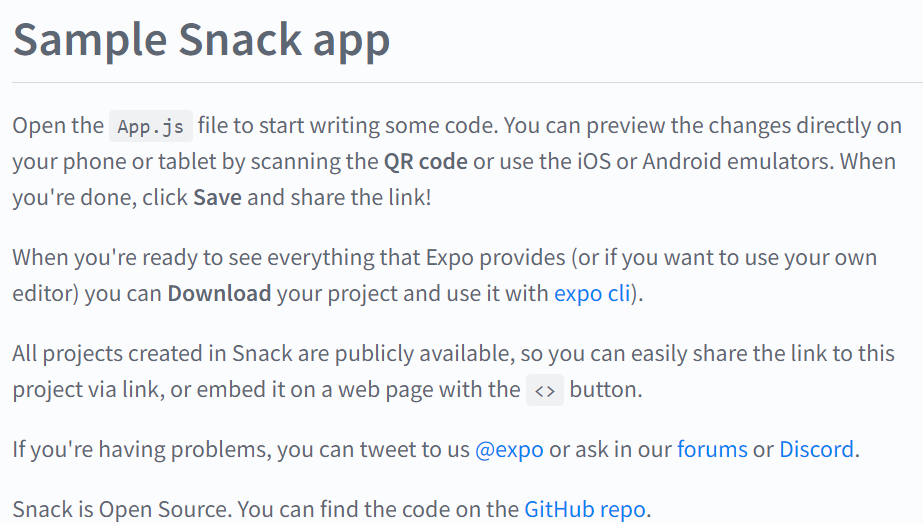 Sample Snack app
Open the App.js file to start writing some code. You can preview the changes directly on
your phone or tablet by scanning the QR code or use the iOS or Android emulators. When
you're done, click Save and share the link!
When you're ready to see everything that Expo provides (or if you want to use your own
editor) you can Download your project and use it with expo cli).
All projects created in Snack are publicly available, so you can easily share the link to this
project via link, or embed it on a web page with the <> button.
If you're having problems, you can tweet to us @expo or ask in our forums or Discord.
Snack is Open Source. You can find the code on the GitHub repo.